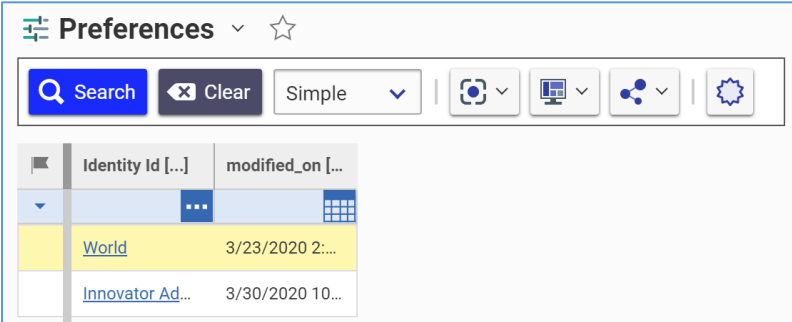 Preferences
Search Clear Simple
Identity Id [...] modified_on [...
World 3/23/2020 2:...
Innovator Ad... 3/30/2020 10...